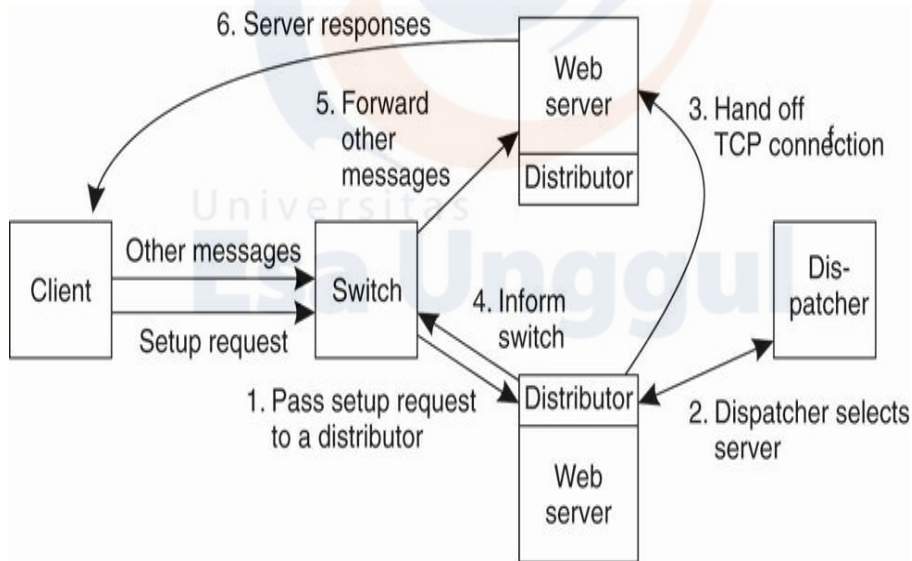 6. Server responses
Web
server
Distributor
5. Forward
other
messages
3. Hand off
TCP connection
f
Universitas
Esa Unggul
Client
Other messages
Setup request
Switch
4. Inform
switch
Dis-
patcher
1. Pass setup request
to a distributor
Distributor
Web
server
2. Dispatcher selects
server